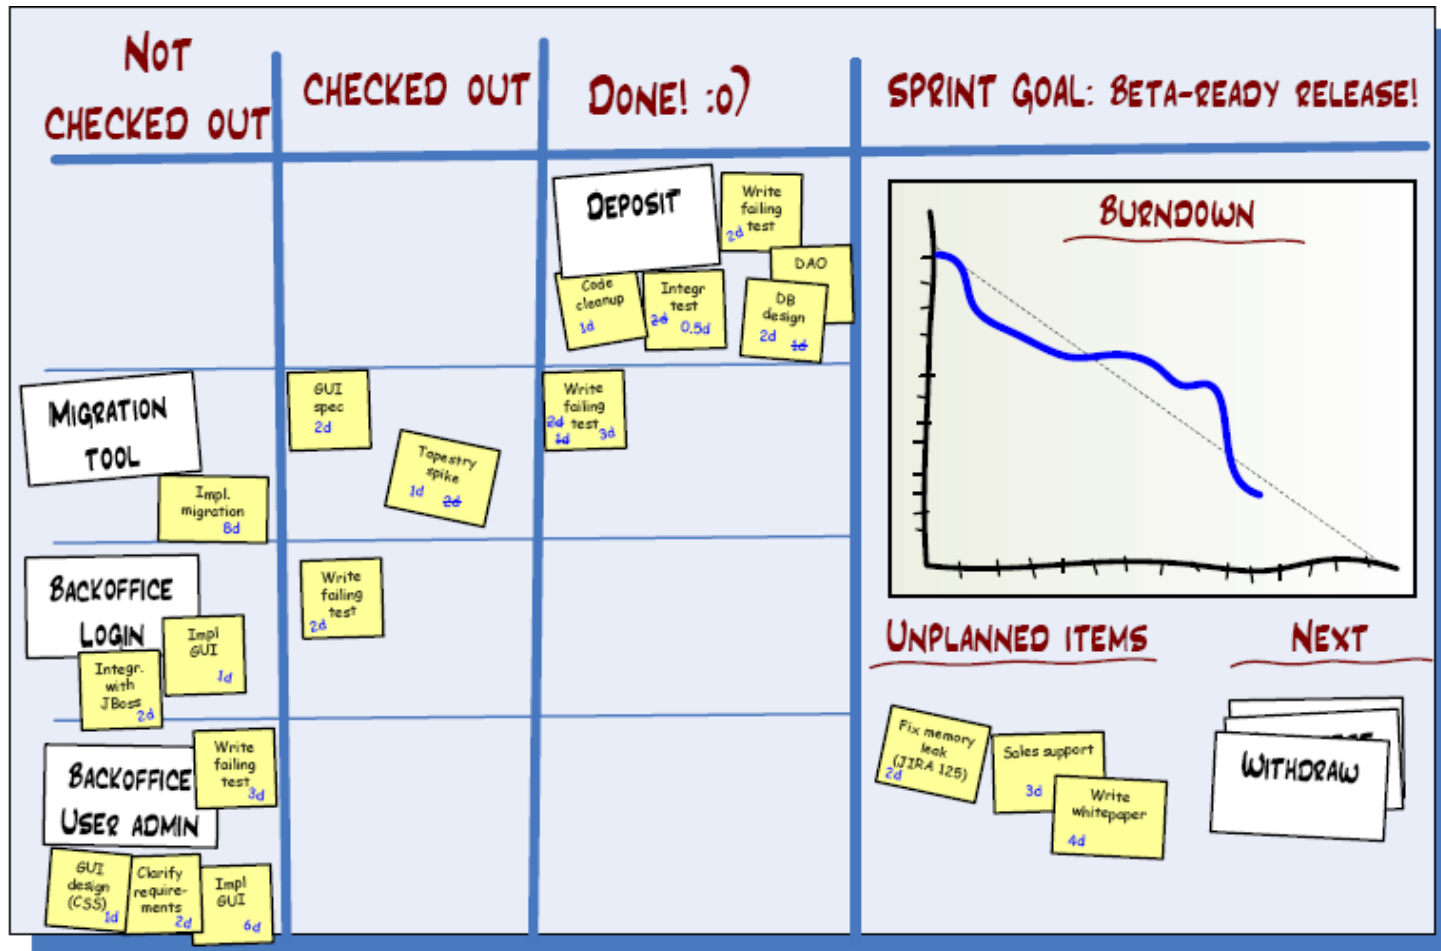 NOT
CHECKED OUT
CHECKED OUT
DONE! :o)
SPRINT GOAL: BETA-READY RELEASE!
DEPOSIT
Write
failing
test
2d
DAO
Code
cleanup
1d
Integr
test
2d
0.5d
DB
design
2d
1d
BURNDOWN
MIGRATION
TOOL
Impl.
migration
8d
GUI
spec
2d
Tapestry
spike
1d
2d
Write
failing
test
2d
1d
3d
BACKOFFICE
LOGIN
Impl
GUI
1d
Integr.
with
JBoss
2d
Write
failing
test
2d
BACKOFFICE
USER ADMIN
Write
failing
test
3d
GUI
design
(CSS)
1d
Clarify
require-
ments
2d
Impl
GUI
6d
UNPLANNED ITEMS
Fix memory
leak
(JIRA 125)
2d
Sales support
3d
Write
whitepaper
4d
NEXT
WITHDRAW